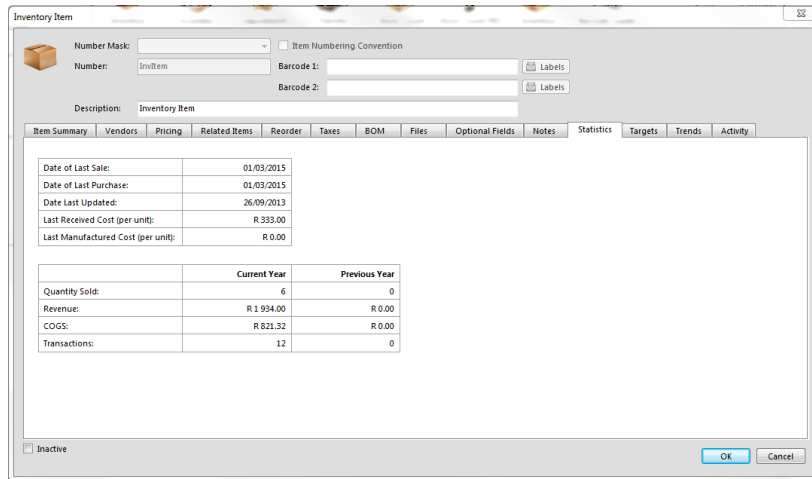 Inventory Item
Number Mask:
Item Numbering Convention
Number: InvItem Barcode 1: Labels
Barcode 2: Labels
Description: Inventory Item
Item Summary Vendors Pricing Related Items Reorder Taxes BOM Files Optional Fields Notes Statistics Targets Trends Activity
Date of Last Sale: 01/03/2015
Date of Last Purchase: 01/03/2015
Date Last Updated: 26/09/2013
Last Received Cost (per unit): R 333.00
Last Manufactured Cost (per unit): R 0.00
Current Year Previous Year
Quantity Sold: 6 0
Revenue: R 1 934.00 R 0.00
COGS: R 821.32 R 0.00
Transactions: 12 0
Inactive
OK Cancel